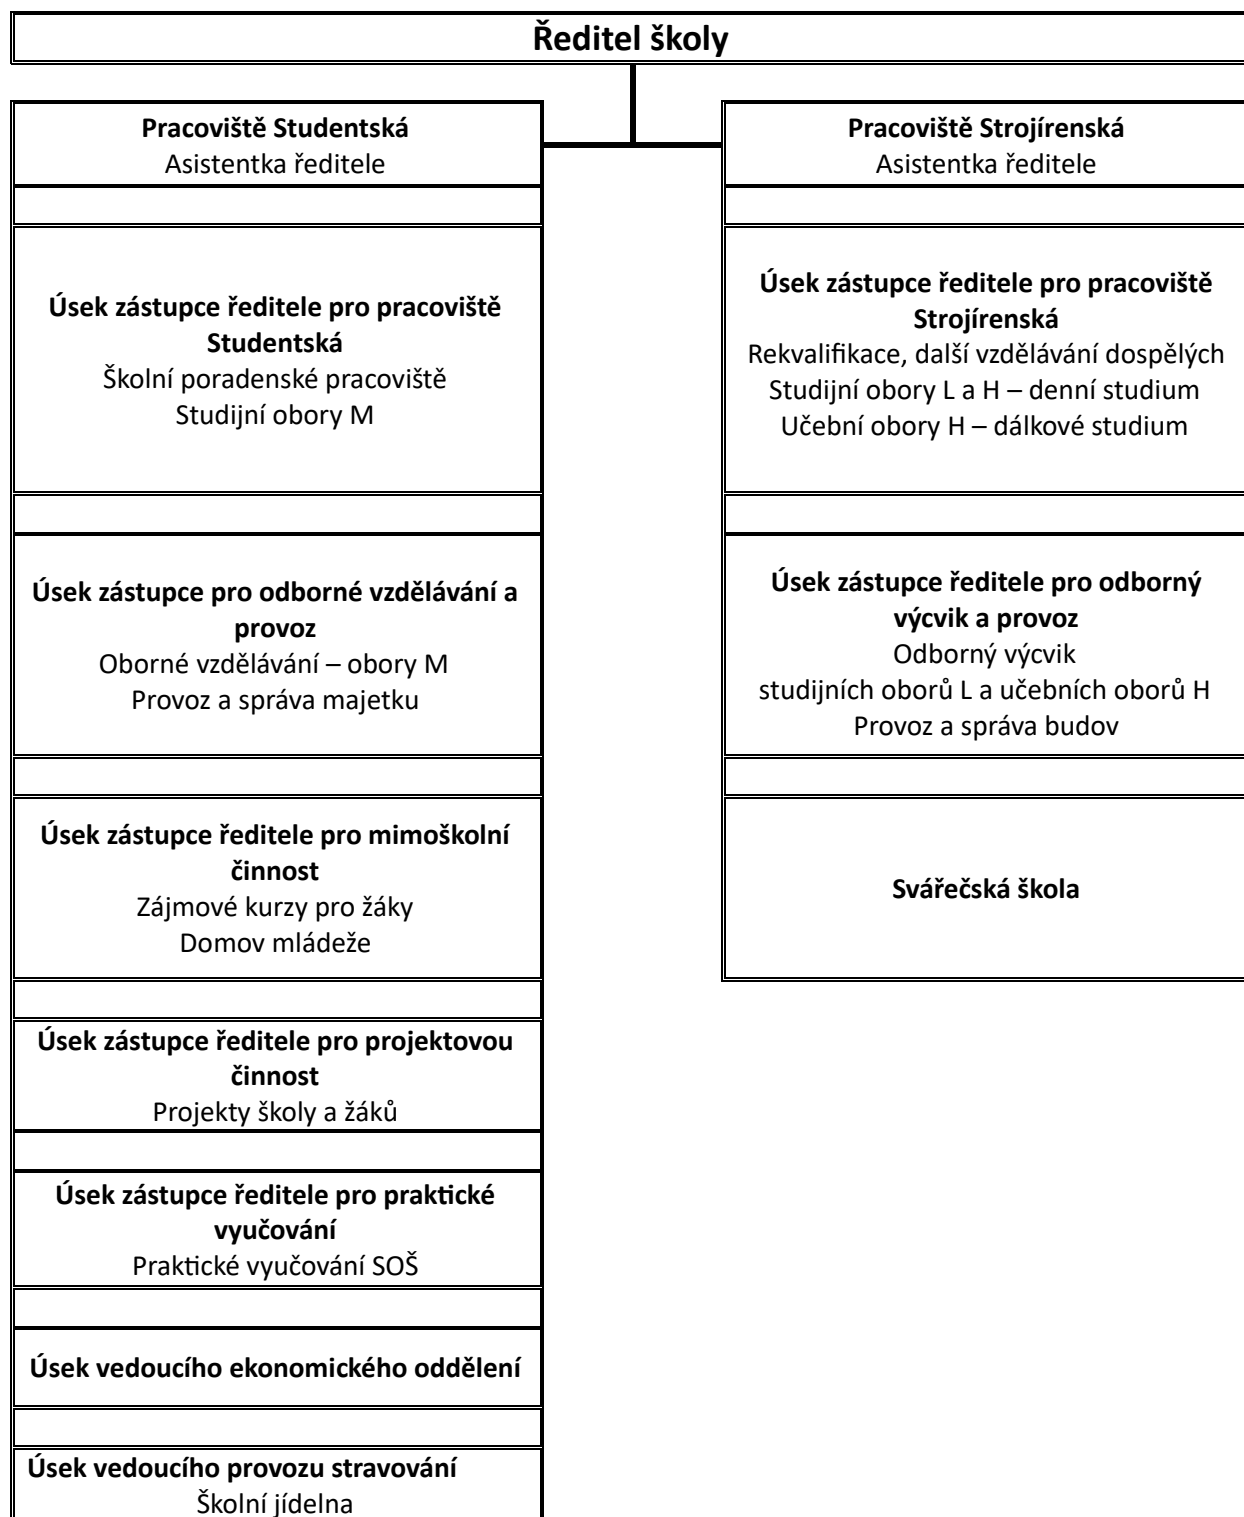 Ředitel školy
Pracoviště Studentská
Asistentka ředitele
Úsek zástupce ředitele pro pracoviště
Studentská
Školní poradenské pracoviště
Studijní obory M
Úsek zástupce pro odborné vzdělávání a
provoz
Oborné vzdělávání – obory M
Provoz a správa majetku
Úsek zástupce ředitele pro mimoškolní
činnost
Zájmové kurzy pro žáky
Domov mládeže
Úsek zástupce ředitele pro projektovou
činnost
Projekty školy a žáků
Úsek zástupce ředitele pro praktické
vyučování
Praktické vyučování SOŠ
Úsek vedoucího ekonomického oddělení
Úsek vedoucího provozu stravování
Školní jídelna
Pracoviště Strojírenská
Asistentka ředitele
Úsek zástupce ředitele pro pracoviště
Strojírenská
Rekvalifikace, další vzdělávání dospělých
Studijní obory L a H – denní studium
Učební obory H – dálkové studium
Úsek zástupce ředitele pro odborný
výcvik a provoz
Odborný výcvik
studijních oborů L a učebních oborů H
Provoz a správa budov
Svářečská škola